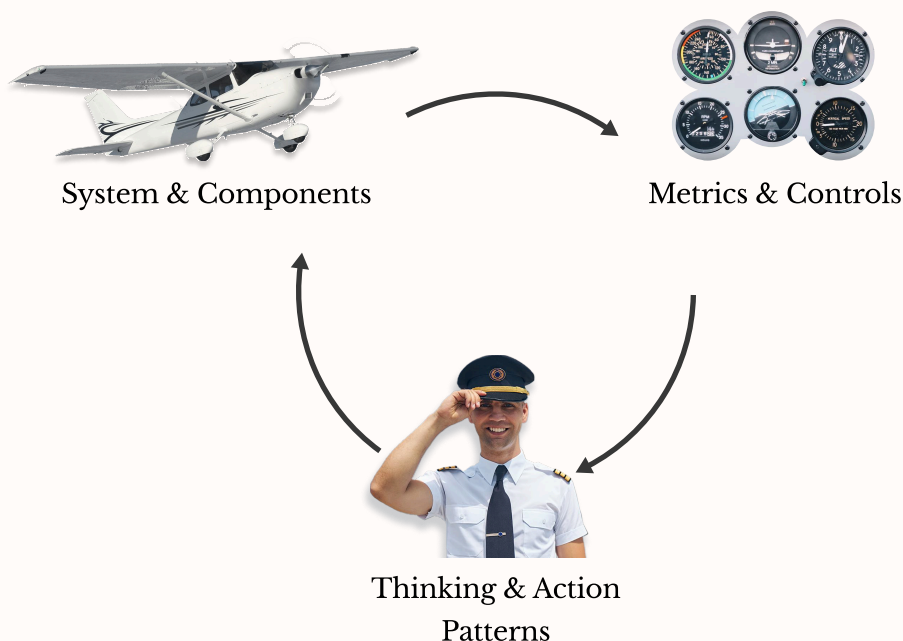 System & Components
Metrics & Controls
Thinking & Action
Patterns